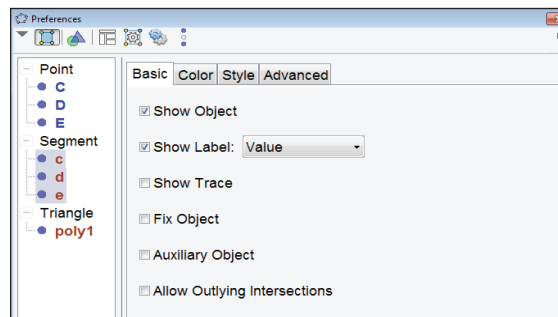 Preferences
Point
C
D
E
Segment
c
d
e
Triangle
poly1
Basic Color Style Advanced
Show Object
Show Label: Value
Show Trace
Fix Object
Auxiliary Object
Allow Outlying Intersections